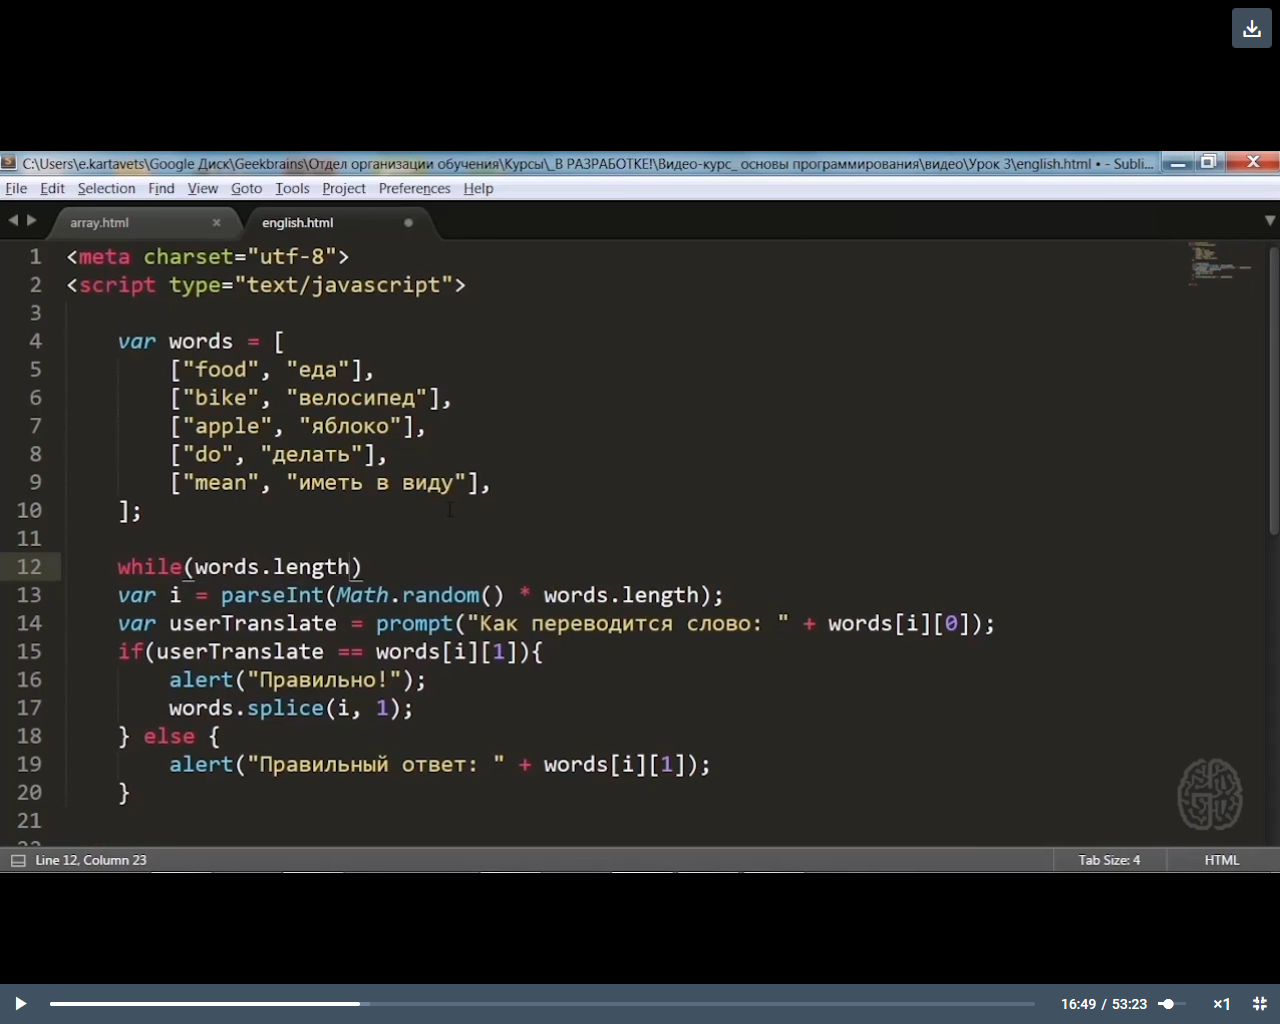 C:\Users\e.kartavets\Google Диск\Geekbrains\Отдел организации обучения\Курсы\_В РАЗРАБОТКЕ!\Видео-курс_ основы программирования\видео\Урок 3\english.html • - Subli...
File Edit Selection Find View Goto Tools Project Preferences Help
array.html × english.html
1 <meta charset="utf-8">
2 <script type="text/javascript">
3
4 var words = [
5 ["food", "еда"],
6 ["bike", "велосипед"],
7 ["apple", "яблоко"],
8 ["do", "делать"],
9 ["mean", "иметь в виду"],
10 ];
11
12 while(words.length)
13 var i = parseInt(Math.random() * words.length);
14 var userTranslate = prompt("Как переводится слово: " + words[i][0]);
15 if(userTranslate == words[i][1]){
16 alert("Правильно!");
17 words.splice(i, 1);
18 } else {
19 alert("Правильный ответ: " + words[i][1]);
20 }
21
Line 12, Column 23 Tab Size: 4 HTML
16:49 / 53:23 ×1